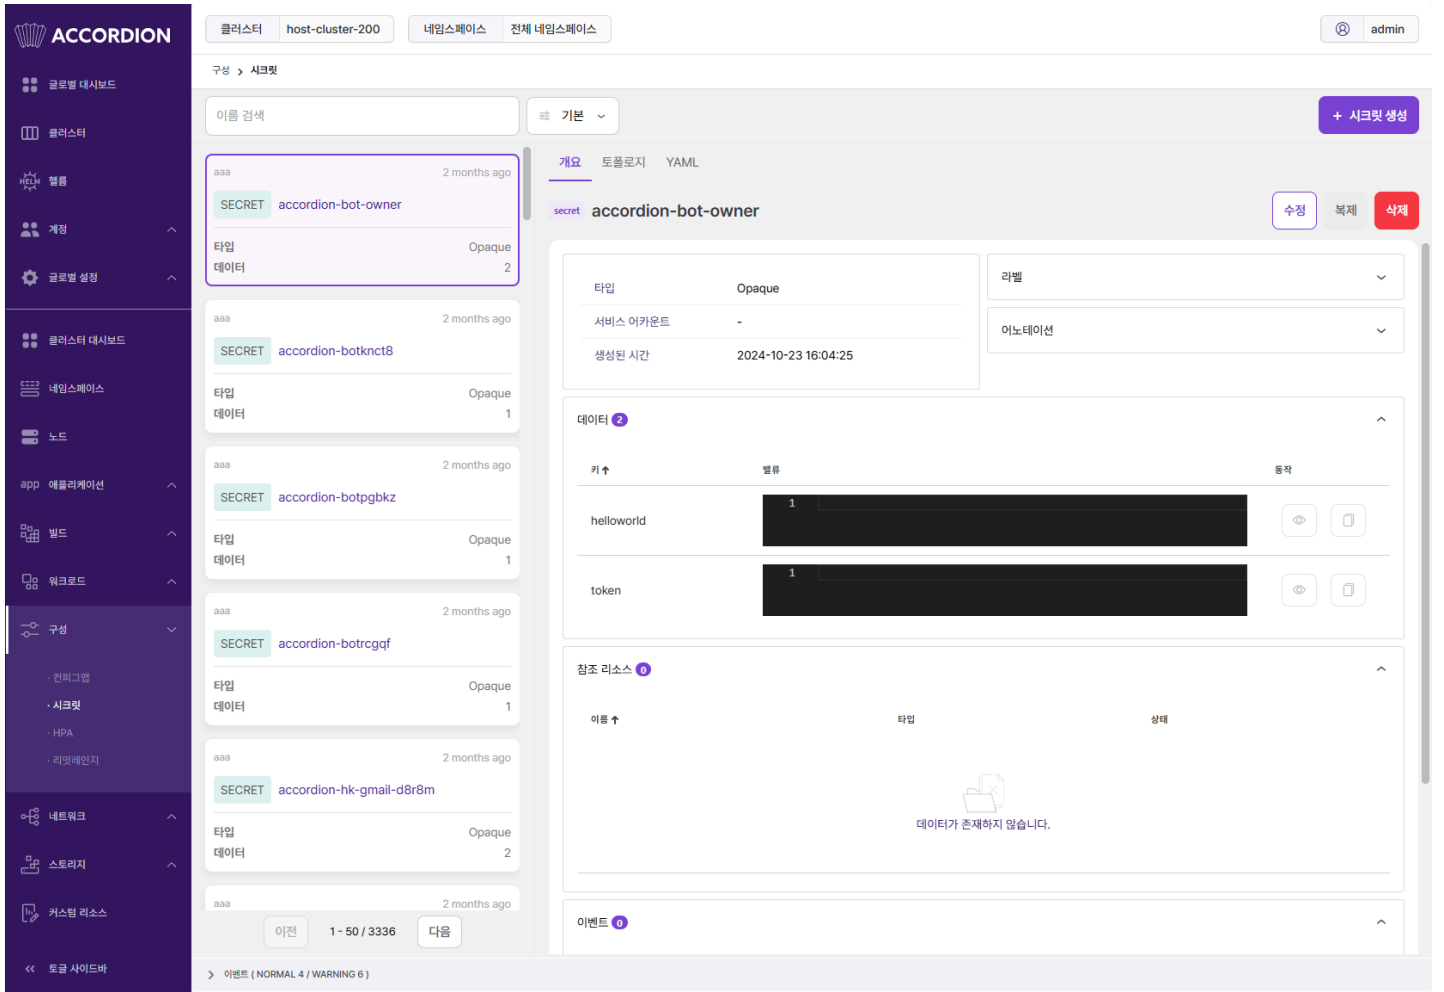 ACCORDION
클러스터 host-cluster-200 네임스페이스 전체 네임스페이스 admin
구성 > 시크릿
글로벌 대시보드
클러스터
HELM 헬름
계정
글로벌 설정
클러스터 대시보드
네임스페이스
노드
app 애플리케이션
빌드
워크로드
구성
· 컨피그맵
· 시크릿
· HPA
· 리밋레인지
네트워크
스토리지
커스텀 리소스
토글 사이드바
이름 검색 기본 + 시크릿 생성
aaa 2 months ago
SECRET accordion-bot-owner
타입 Opaque
데이터 2
aaa 2 months ago
SECRET accordion-botknct8
타입 Opaque
데이터 1
aaa 2 months ago
SECRET accordion-botpgbkz
타입 Opaque
데이터 1
aaa 2 months ago
SECRET accordion-botrcgqf
타입 Opaque
데이터 1
aaa 2 months ago
SECRET accordion-hk-gmail-d8r8m
타입 Opaque
데이터 2
aaa 2 months ago
이전 1 - 50 / 3336 다음
개요 토폴로지 YAML
secret accordion-bot-owner 수정 복제 삭제
타입 Opaque
서비스 어카운트 -
생성된 시간 2024-10-23 16:04:25
라벨
어노테이션
데이터 2
키 밸류 동작
helloworld 1
token 1
참조 리소스 0
이름 타입 상태
데이터가 존재하지 않습니다.
이벤트 0
이벤트 ( NORMAL 4 / WARNING 6 )